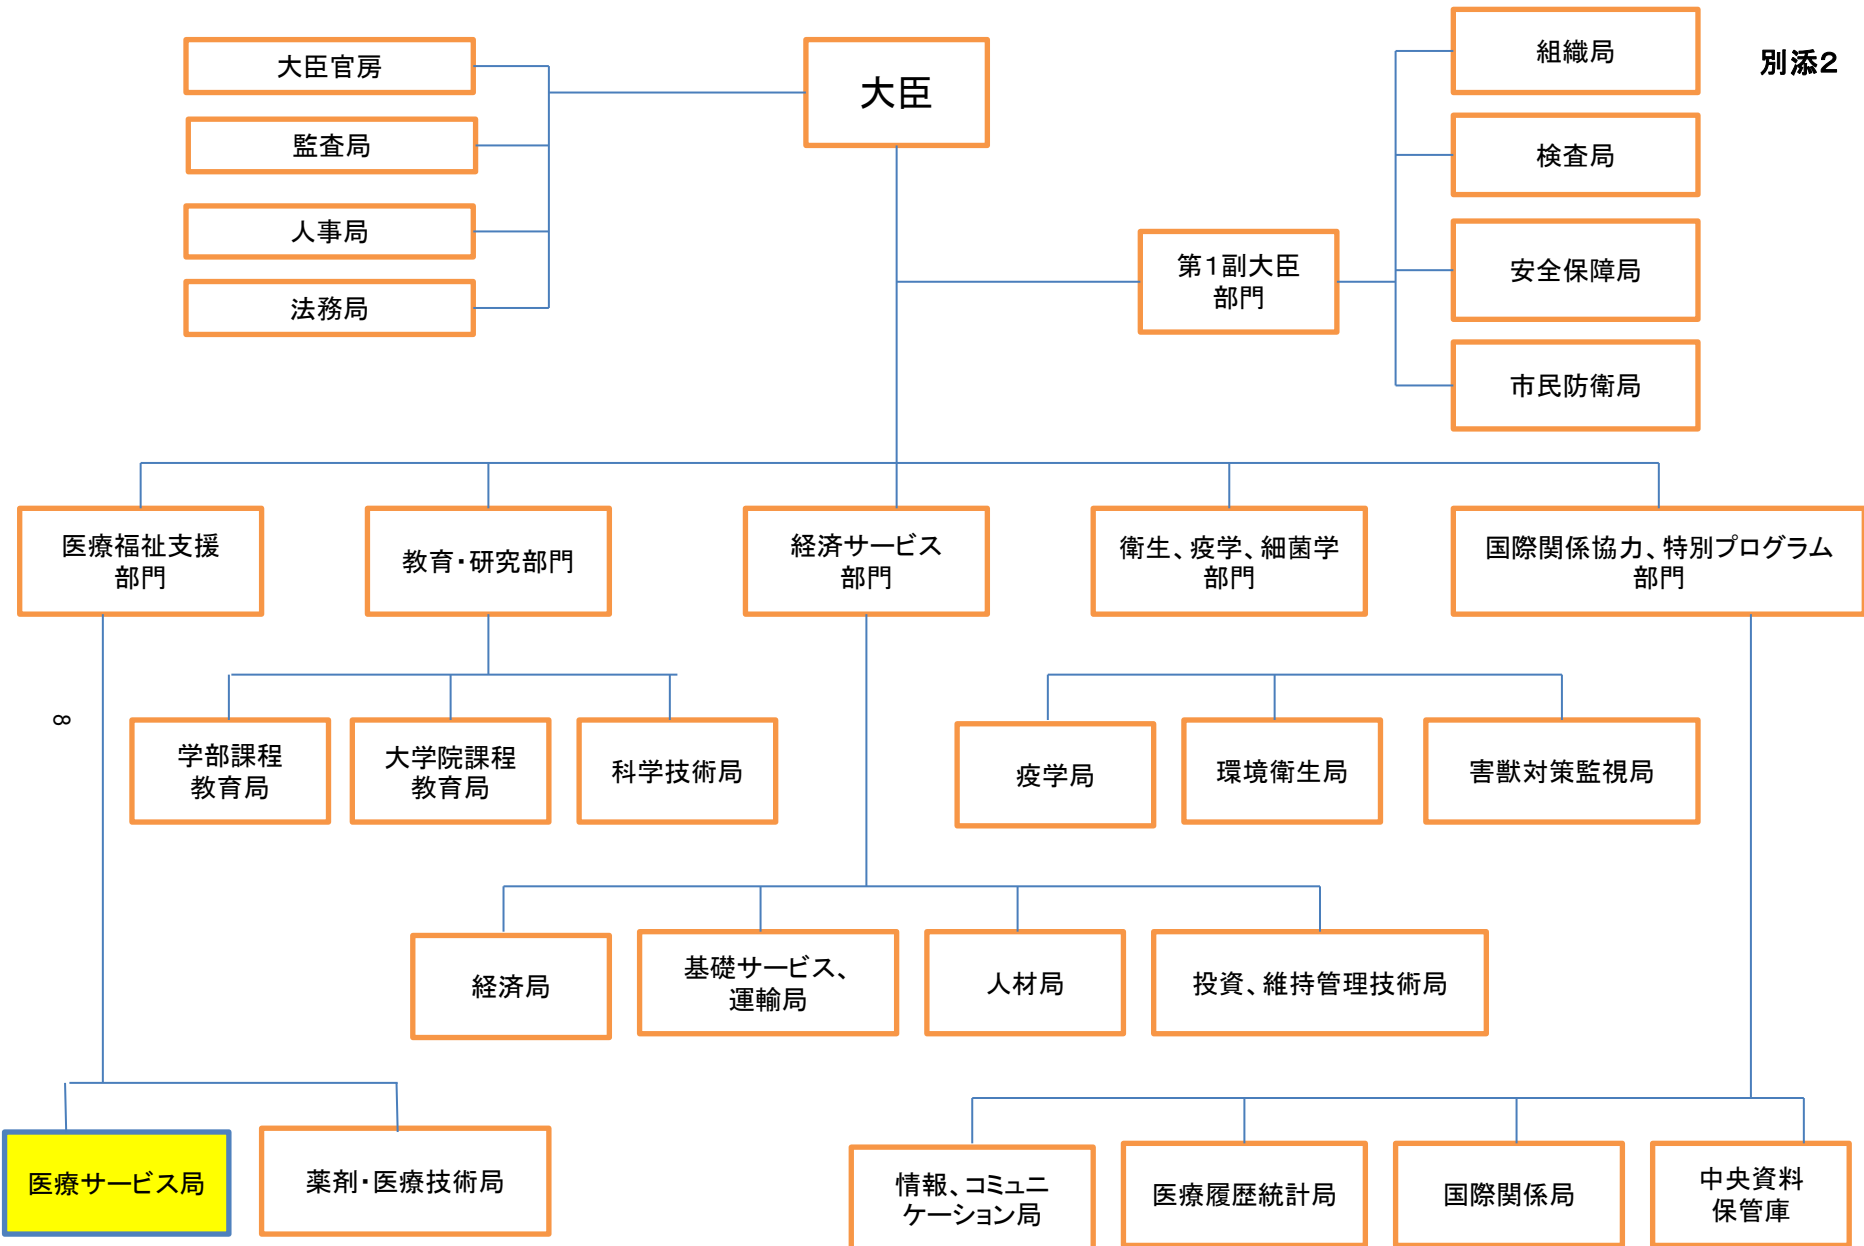 別添2
大臣
大臣官房
監査局
人事局
法務局
第1副大臣
部門
組織局
検査局
安全保障局
市民防衛局
医療福祉支援
部門
教育・研究部門
経済サービス
部門
衛生、疫学、細菌学
部門
国際関係協力、特別プログラム
部門
8
学部課程
教育局
大学院課程
教育局
科学技術局
疫学局
環境衛生局
害獣対策監視局
経済局
基礎サービス、
運輸局
人材局
投資、維持管理技術局
医療サービス局
薬剤・医療技術局
情報、コミュニ
ケーション局
医療履歴統計局
国際関係局
中央資料
保管庫